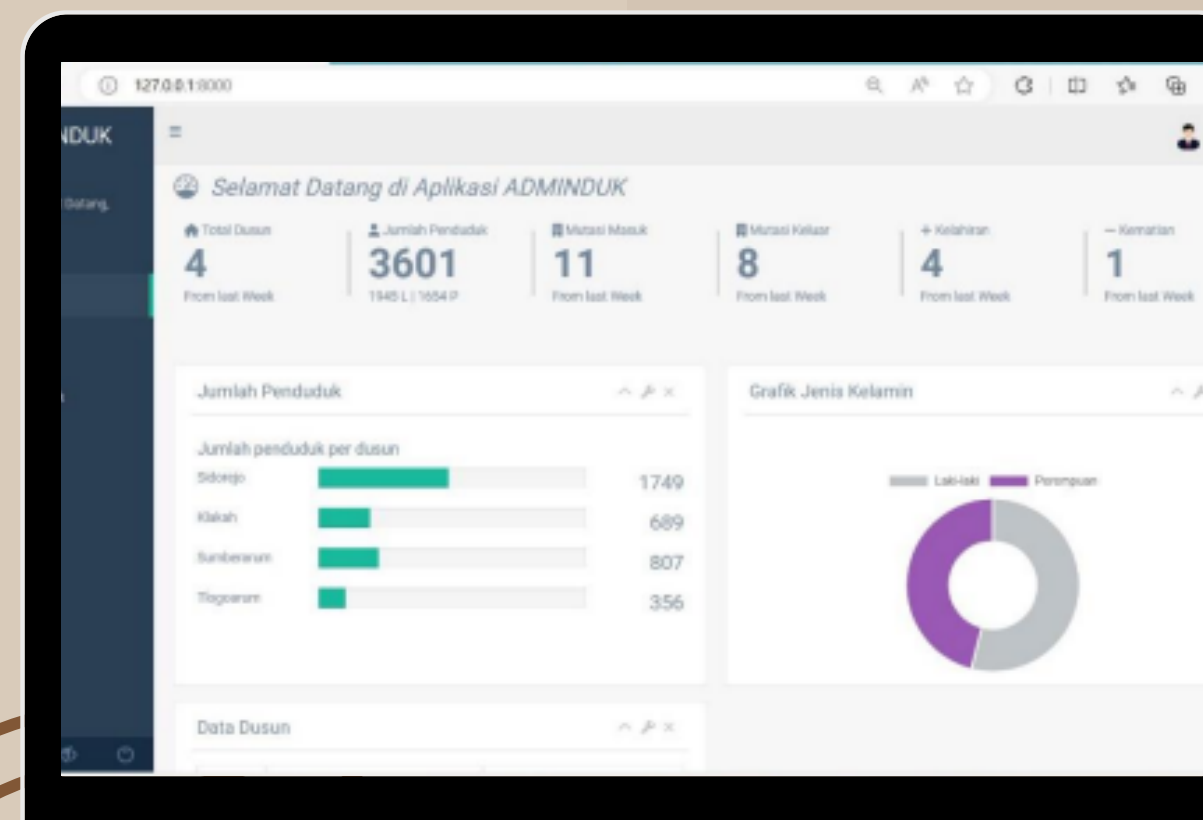 127.0.0.1:8000
NDUK
Datang,
Selamat Datang di Aplikasi ADMINDUK
Total Dusun
4
From last Week
Jumlah Penduduk
3601
1945 L | 1654 P
Mutasi Masuk
11
From last Week
Mutasi Keluar
8
From last Week
Kelahiran
4
From last Week
Kematian
1
From last Week
Jumlah Penduduk
Jumlah penduduk per dusun
Sidorejo 1749
Klakah 689
Sumberarum 807
Tlogoarum 356
Grafik Jenis Kelamin
Laki-laki Perempuan
Data Dusun